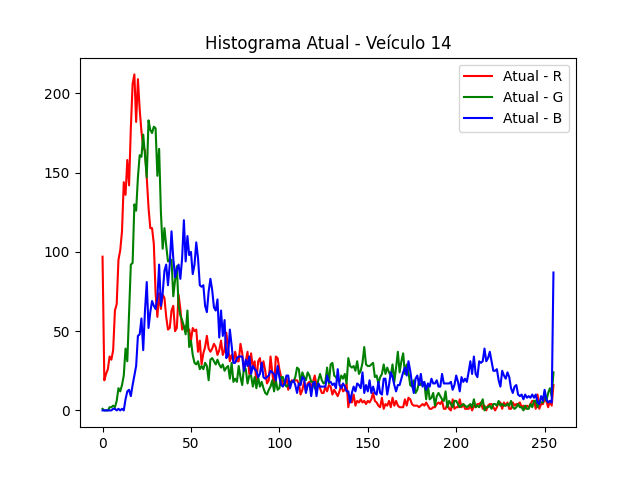 Histograma Atual - Veículo 14
Atual - R
Atual - G
Atual - B
200
150
100
50
0
0 50 100 150 200 250